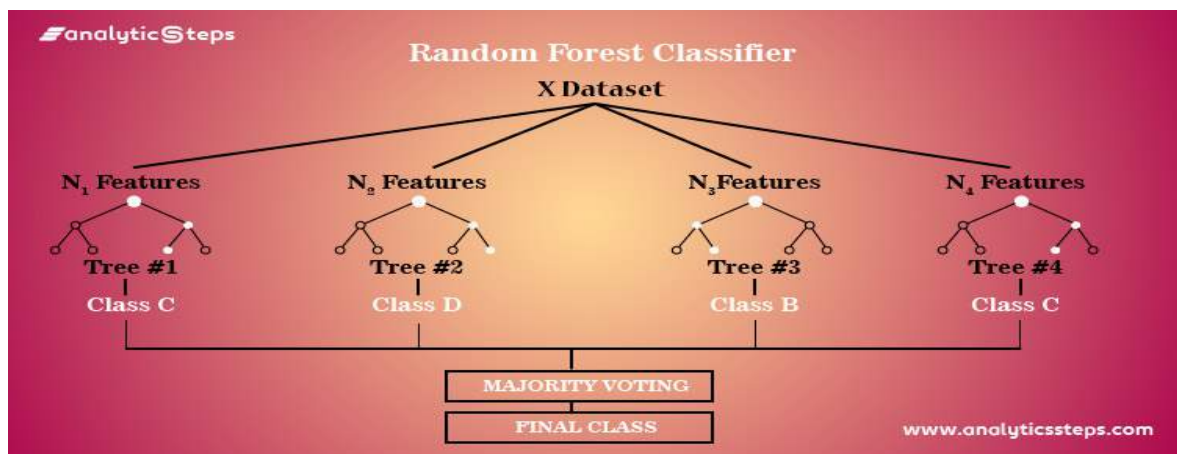 analyticSteps
Random Forest Classifier
X Dataset
N₁ Features N₂ Features N₃Features N₄ Features
Tree #1 Tree #2 Tree #3 Tree #4
Class C Class D Class B Class C
MAJORITY VOTING
FINAL CLASS
www.analyticssteps.com